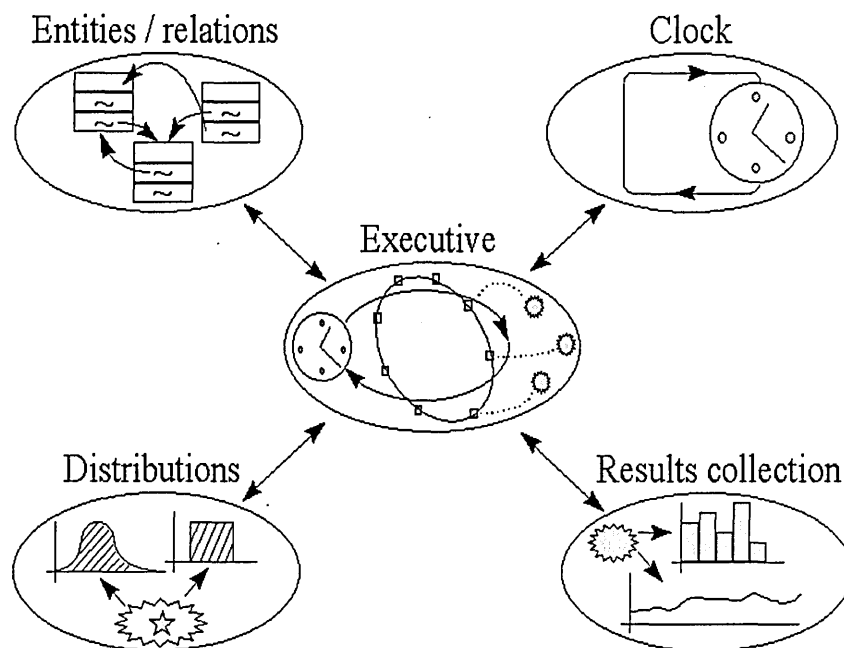 Entities / relations
Clock
Executive
Distributions
Results collection